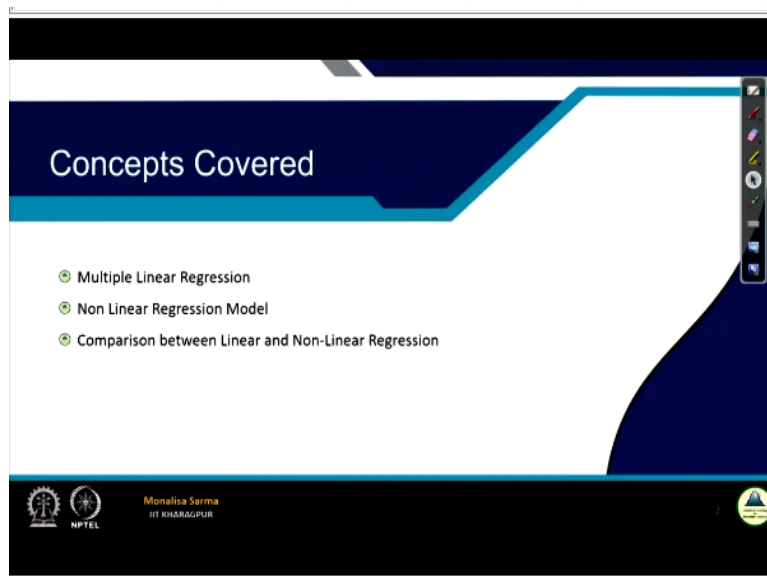 Concepts Covered
Multiple Linear Regression
Non Linear Regression Model
Comparison between Linear and Non-Linear Regression
NPTEL
Monalisa Sarma
IIT KHARAGPUR